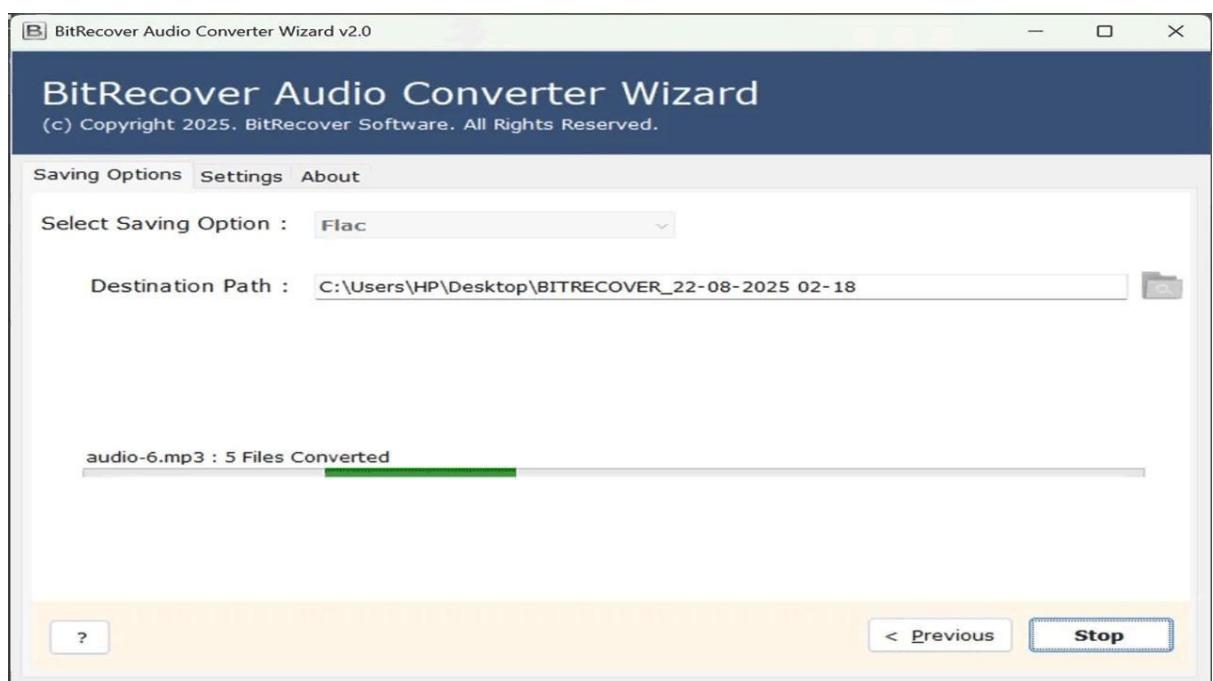 BitRecover Audio Converter Wizard v2.0
BitRecover Audio Converter Wizard
(c) Copyright 2025. BitRecover Software. All Rights Reserved.
Saving Options Settings About
Select Saving Option : Flac
Destination Path : C:\Users\HP\Desktop\BITRECOVER_22-08-2025 02-18
audio-6.mp3 : 5 Files Converted
? < Previous Stop